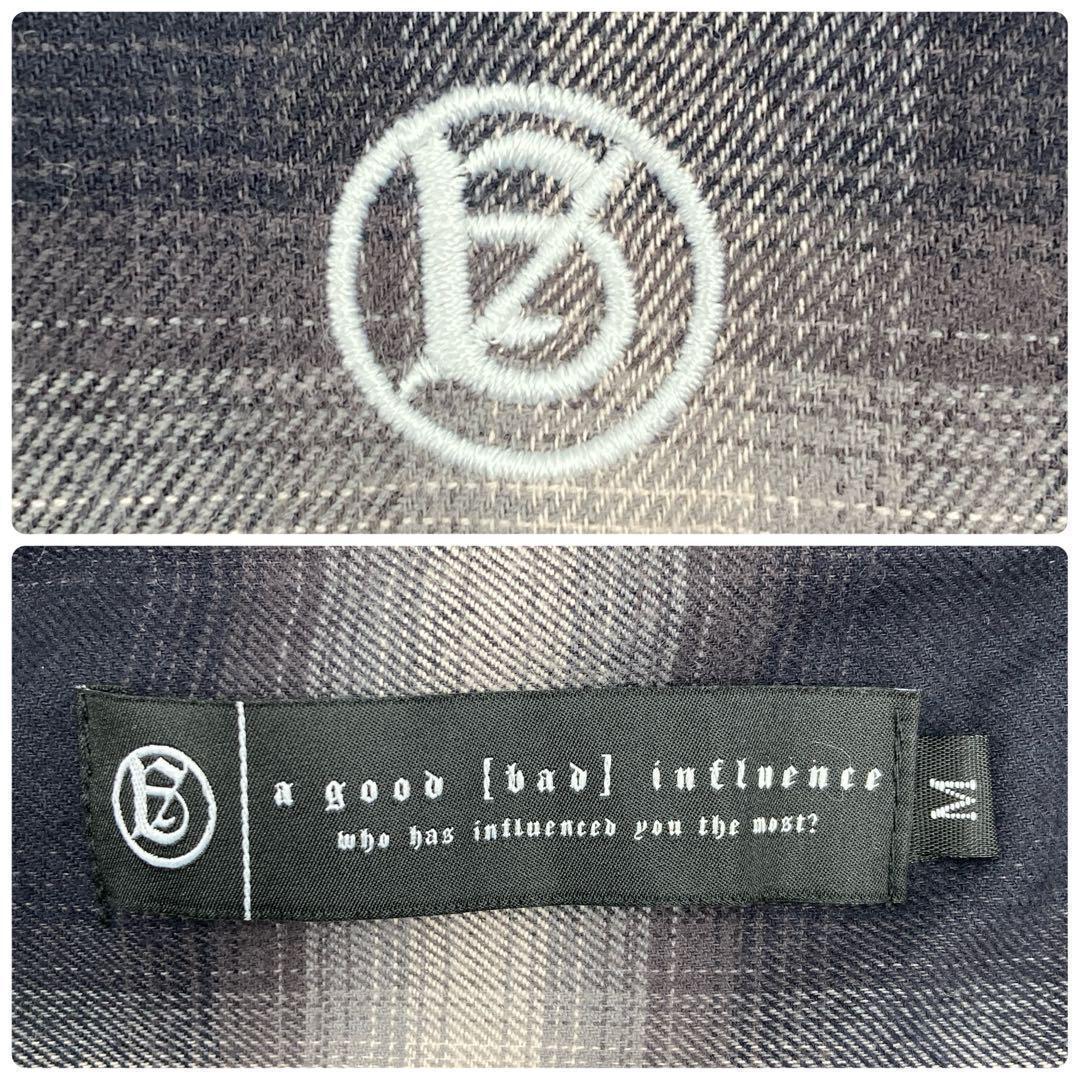 a good [bad] influence
who has influenced you the most?
M